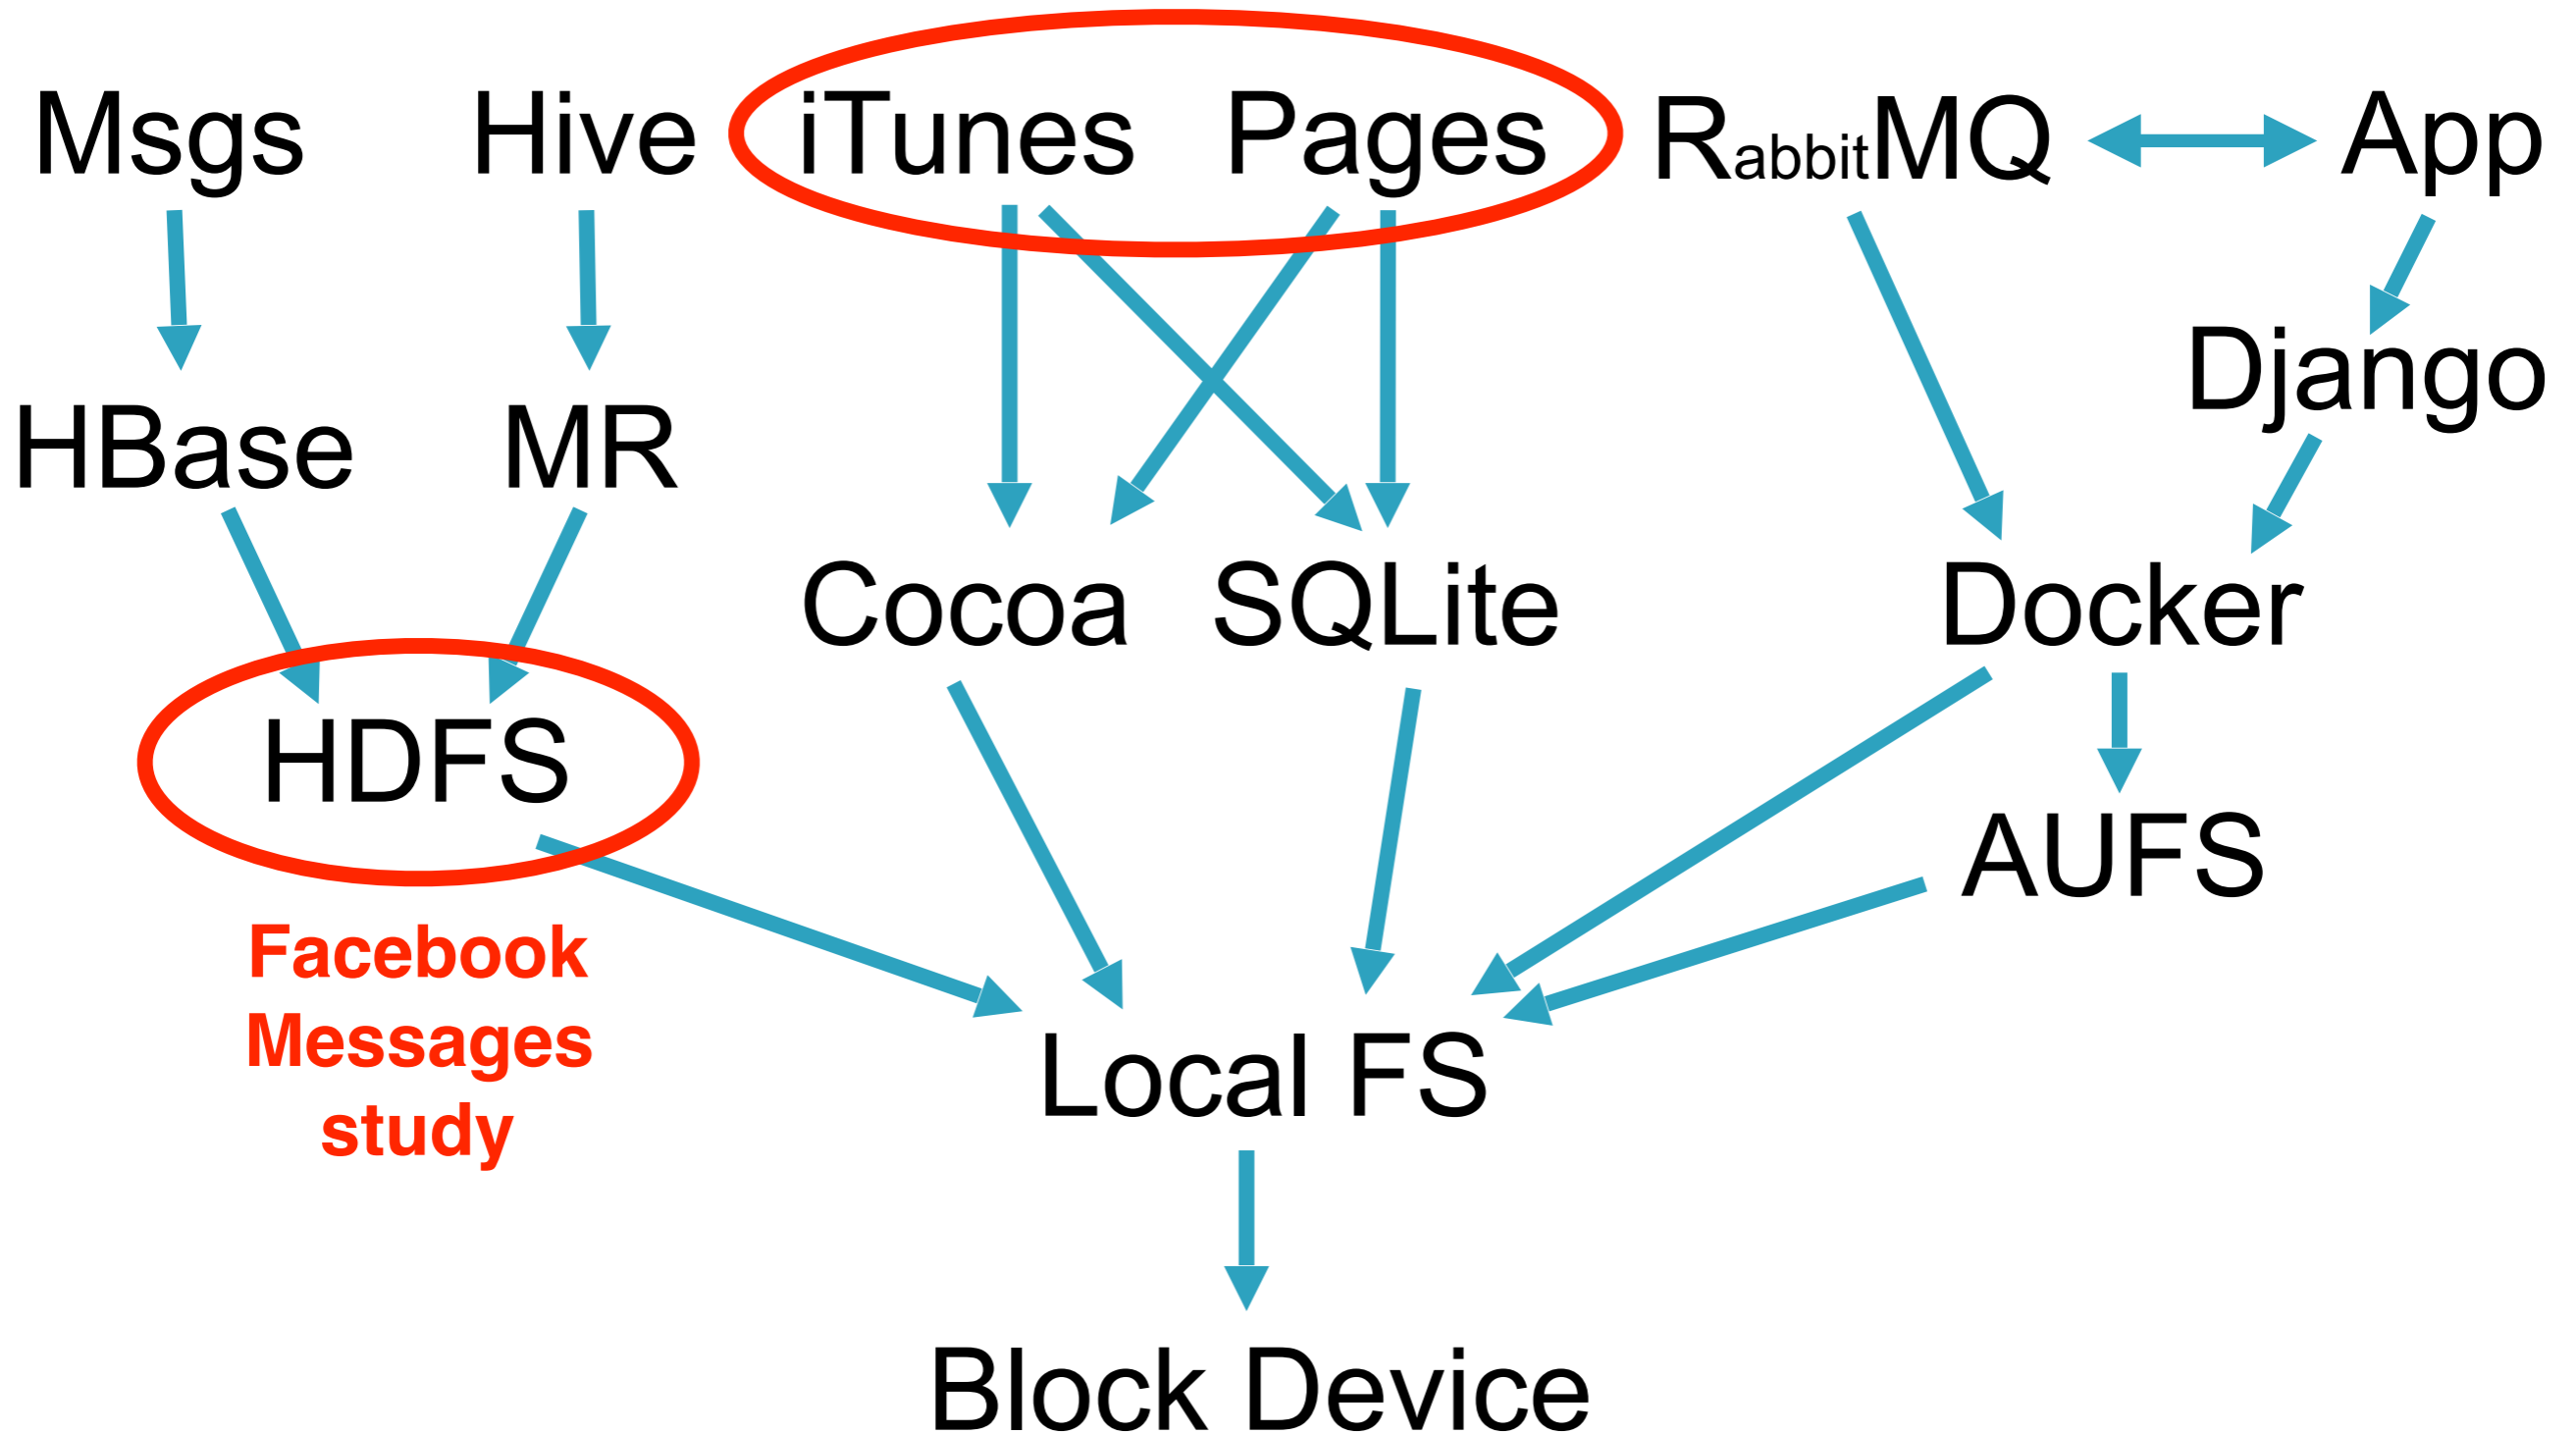 Msgs Hive iTunes Pages RabbitMQ App
Django
HBase MR
Cocoa SQLite Docker
HDFS
AUFS
Facebook
Messages
study
Local FS
Block Device